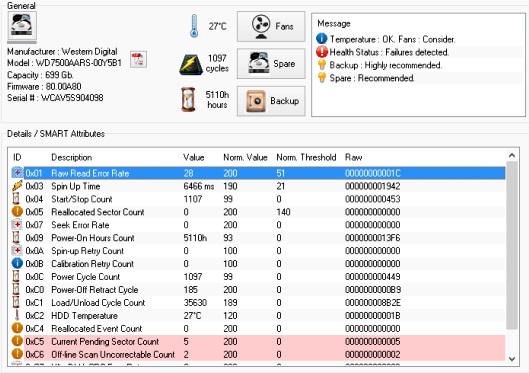 General
27°C
Fans
Message
Temperature : OK. Fans : Consider.
Health Status : Failures detected.
Backup : Highly recommended.
Spare : Recommended.
Manufacturer : Western Digital
Model : WD7500AARS-00Y5B1
Capacity : 699 Gb.
Firmware : 80.00A80
Serial # : WCAV5S904098
1097
cycles
Spare
5110h
hours
Backup
Details / SMART Attributes
ID Description Value Norm. Value Norm. Threshold Raw
0x01 Raw Read Error Rate 28 200 51 00000000001C
0x03 Spin Up Time 6466 ms 190 21 000000001942
0x04 Start/Stop Count 1107 99 0 000000000453
0x05 Reallocated Sector Count 0 200 140 000000000000
0x07 Seek Error Rate 0 200 0 000000000000
0x09 Power-On Hours Count 5110h 93 0 0000000013F6
0x0A Spin-up Retry Count 0 100 0 000000000000
0x0B Calibration Retry Count 0 100 0 000000000000
0x0C Power Cycle Count 1097 99 0 000000000449
0xC0 Power-Off Retract Cycle 185 200 0 0000000000B9
0xC1 Load/Unload Cycle Count 35630 189 0 000000008B2E
0xC2 HDD Temperature 27°C 120 0 00000000001B
0xC4 Reallocated Event Count 0 200 0 000000000000
0xC5 Current Pending Sector Count 5 200 0 000000000005
0xC6 Off-line Scan Uncorrectable Count 2 200 0 000000000002